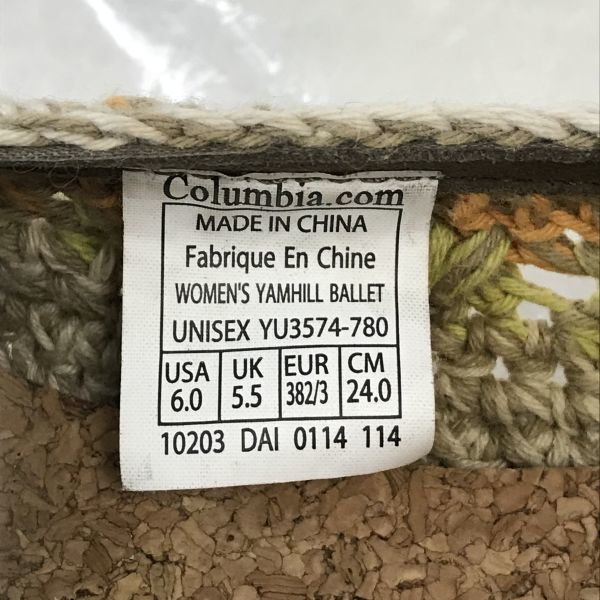 Columbia.com
MADE IN CHINA
Fabrique En Chine
WOMEN'S YAMHILL BALLET
UNISEX YU3574-780
USA UK EUR CM
6.0 5.5 382/3 24.0
10203 DAI 0114 114